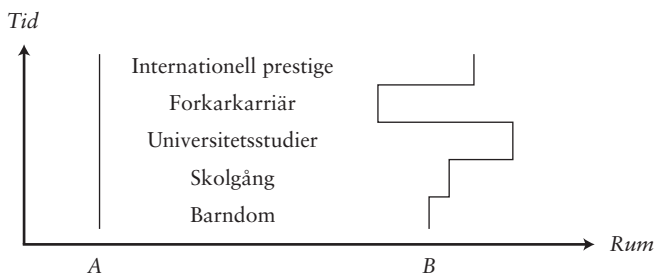 Tid
Internationell prestige
Forkarkarriär
Universitetsstudier
Skolgång
Barndom
Rum
A
B